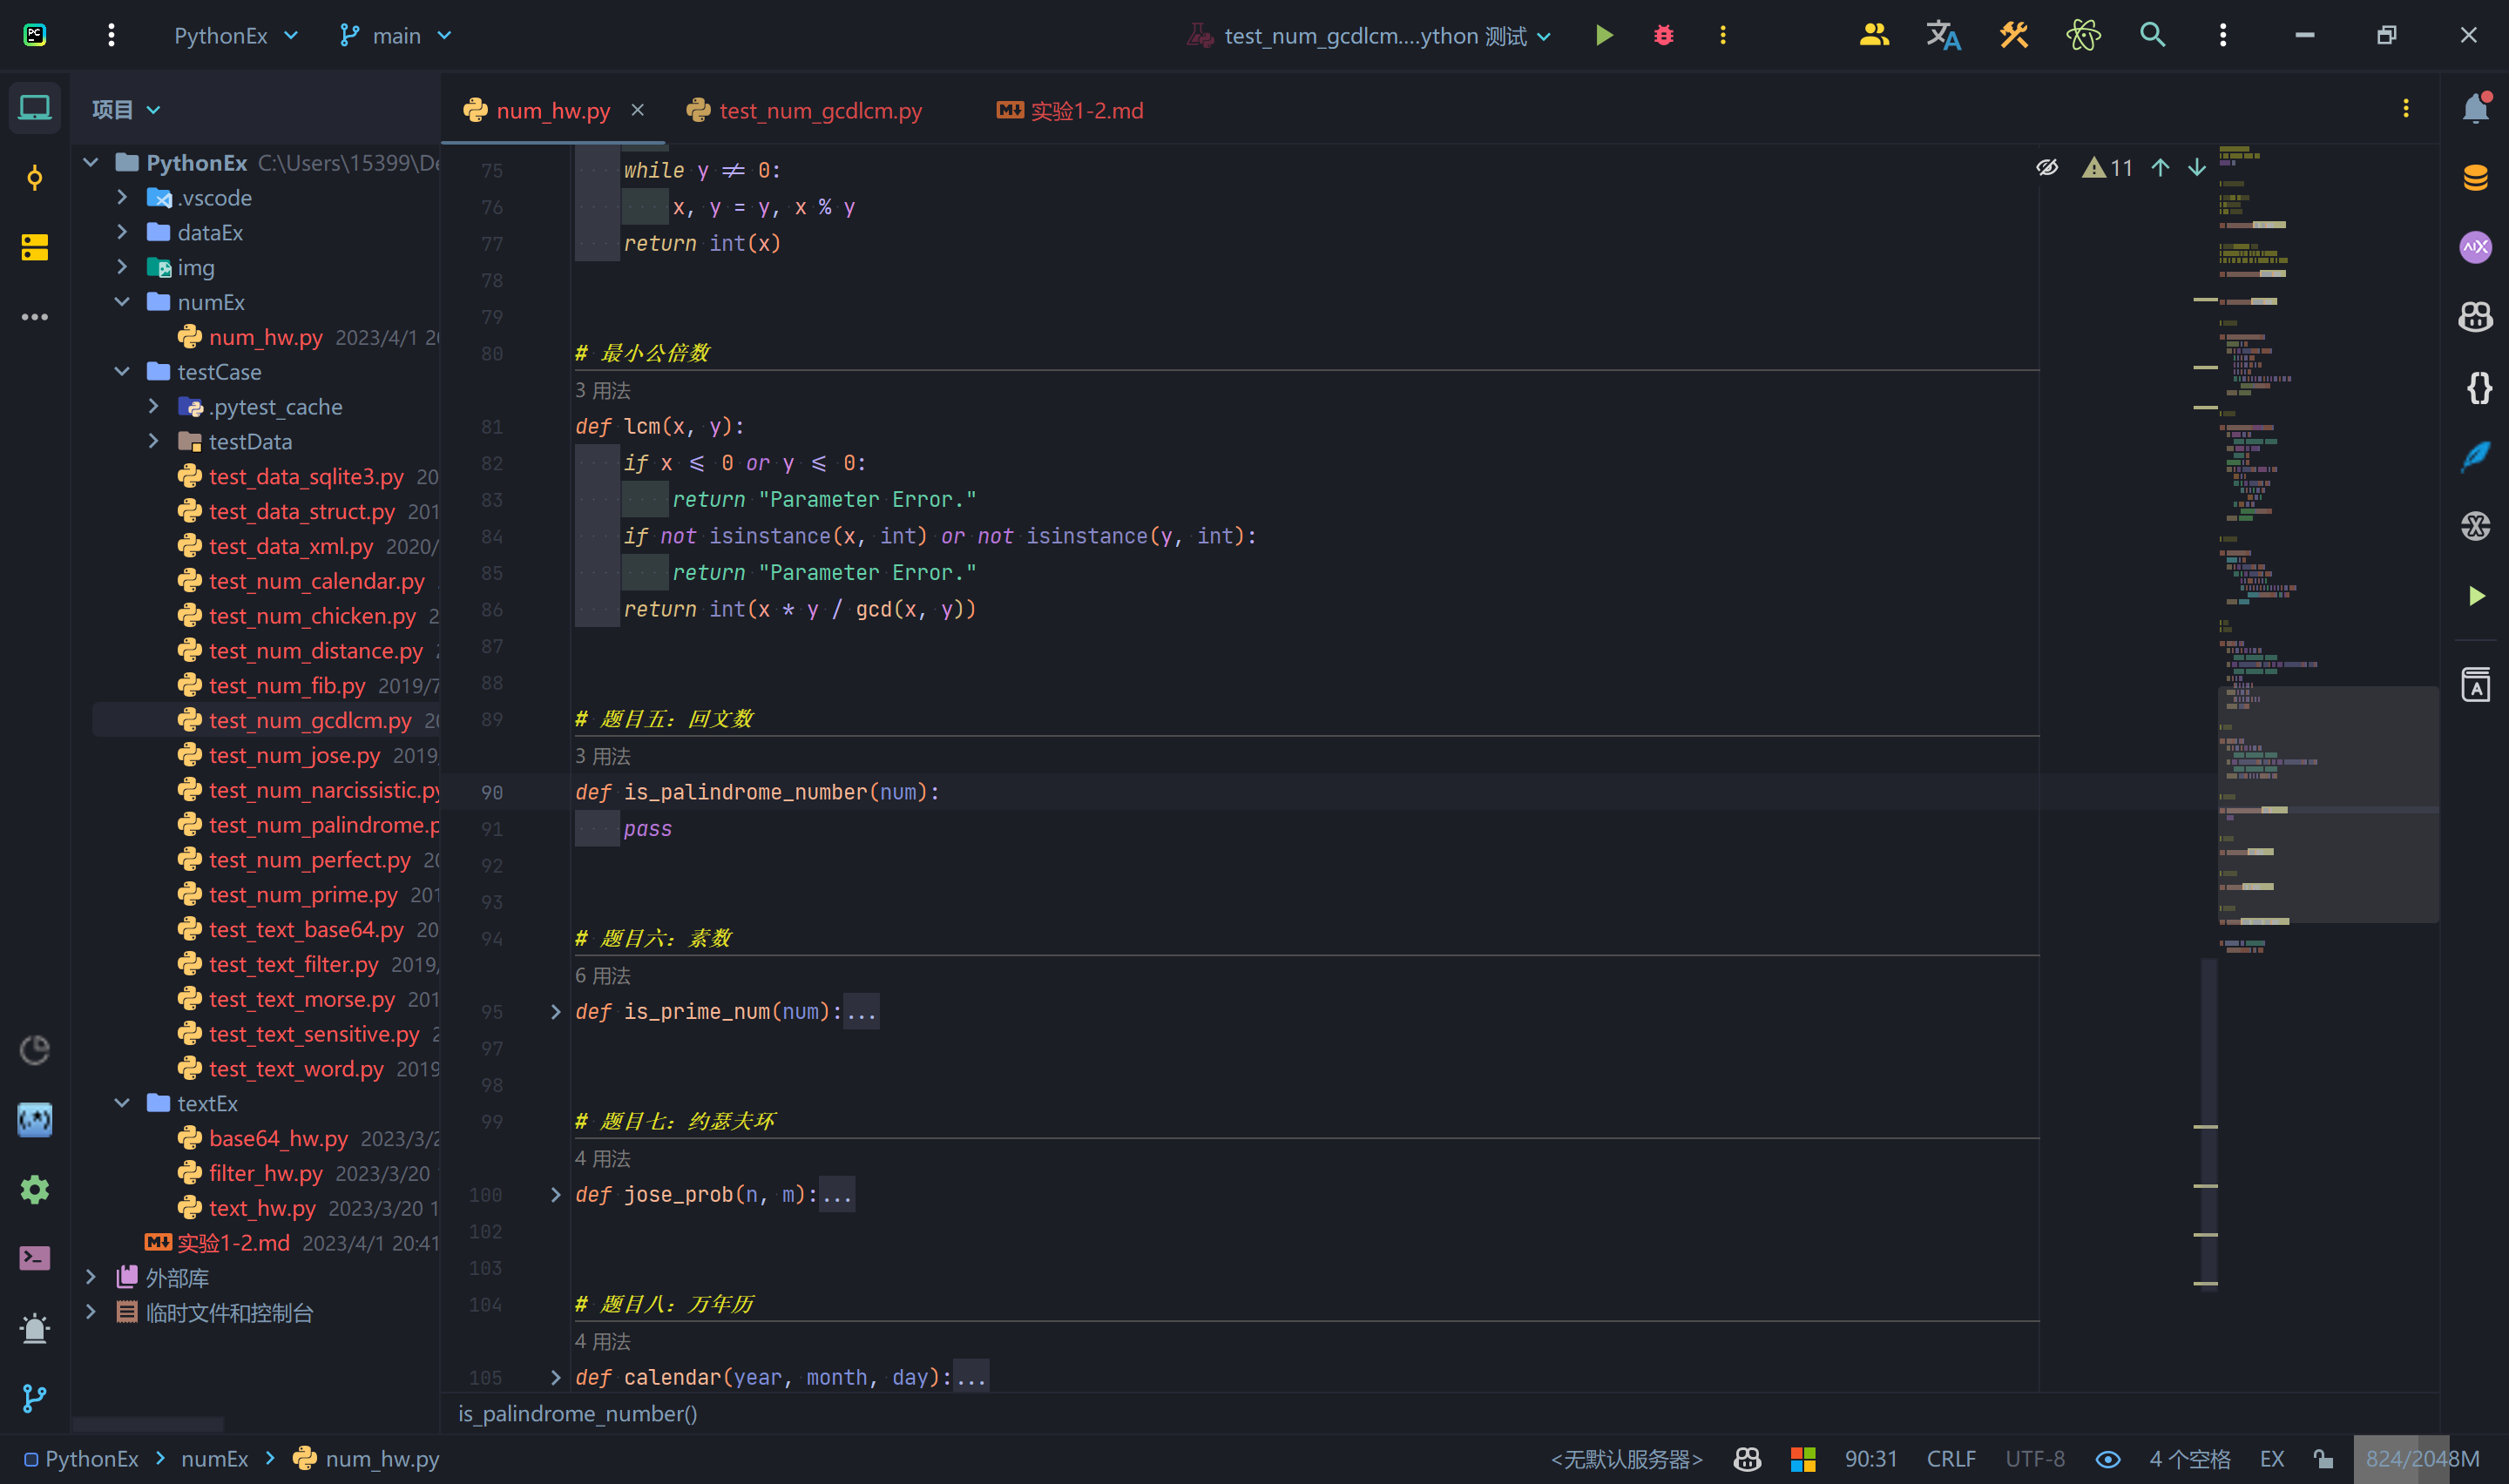 PythonEx
main
test_num_gcdlcm....ython 测试
项目
num_hw.py
test_num_gcdlcm.py
实验1-2.md
PythonEx C:\Users\15399\De
.vscode
dataEx
img
numEx
num_hw.py 2023/4/1 20
testCase
.pytest_cache
testData
test_data_sqlite3.py 20
test_data_struct.py 201
test_data_xml.py 2020/
test_num_calendar.py
test_num_chicken.py 2
test_num_distance.py
test_num_fib.py 2019/7
test_num_gcdlcm.py 20
test_num_jose.py 2019
test_num_narcissistic.py
test_num_palindrome.p
test_num_perfect.py 20
test_num_prime.py 201
test_text_base64.py 20
test_text_filter.py 2019/
test_text_morse.py 201
test_text_sensitive.py 2
test_text_word.py 2019
textEx
base64_hw.py 2023/3/2
filter_hw.py 2023/3/20
text_hw.py 2023/3/20 1
实验1-2.md 2023/4/1 20:41
外部库
临时文件和控制台
11
75 while y ≠ 0:
76 x, y = y, x % y
77 return int(x)
78
79
80 # 最小公倍数
3 用法
81 def lcm(x, y):
82 if x ⩽ 0 or y ⩽ 0:
83 return "Parameter Error."
84 if not isinstance(x, int) or not isinstance(y, int):
85 return "Parameter Error."
86 return int(x * y / gcd(x, y))
87
88
89 # 题目五：回文数
3 用法
90 def is_palindrome_number(num):
91 pass
92
93
94 # 题目六：素数
6 用法
95 def is_prime_num(num):...
97
98
99 # 题目七：约瑟夫环
4 用法
100 def jose_prob(n, m):...
102
103
104 # 题目八：万年历
4 用法
105 def calendar(year, month, day):...
is_palindrome_number()
PythonEx numEx num_hw.py
<无默认服务器> 90:31 CRLF UTF-8 4 个空格 EX 824/2048M